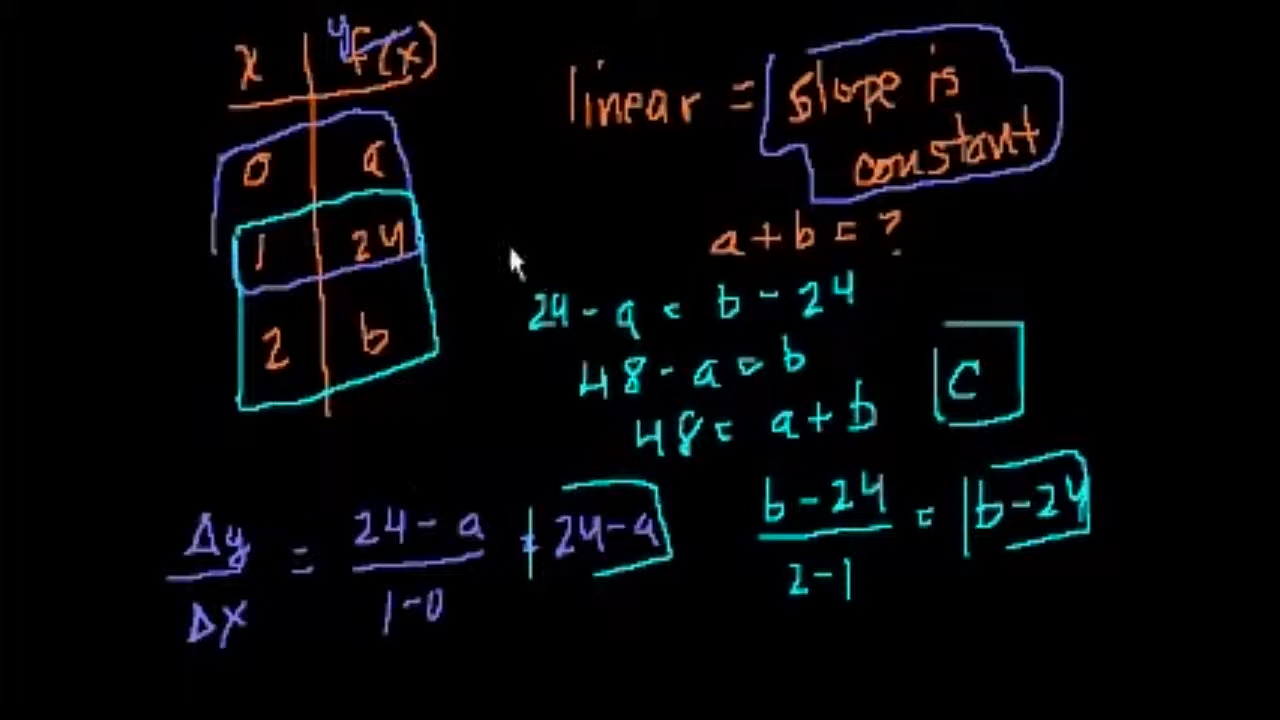 x | y f(x)
0 | a
1 | 24
2 | b
linear = slope is
constant
a + b = ?
24 - a = b - 24
48 - a = b
48 = a + b
C
Δy/Δx = (24 - a)/(1 - 0) = 24 - a
(b - 24)/(2 - 1) = b - 24